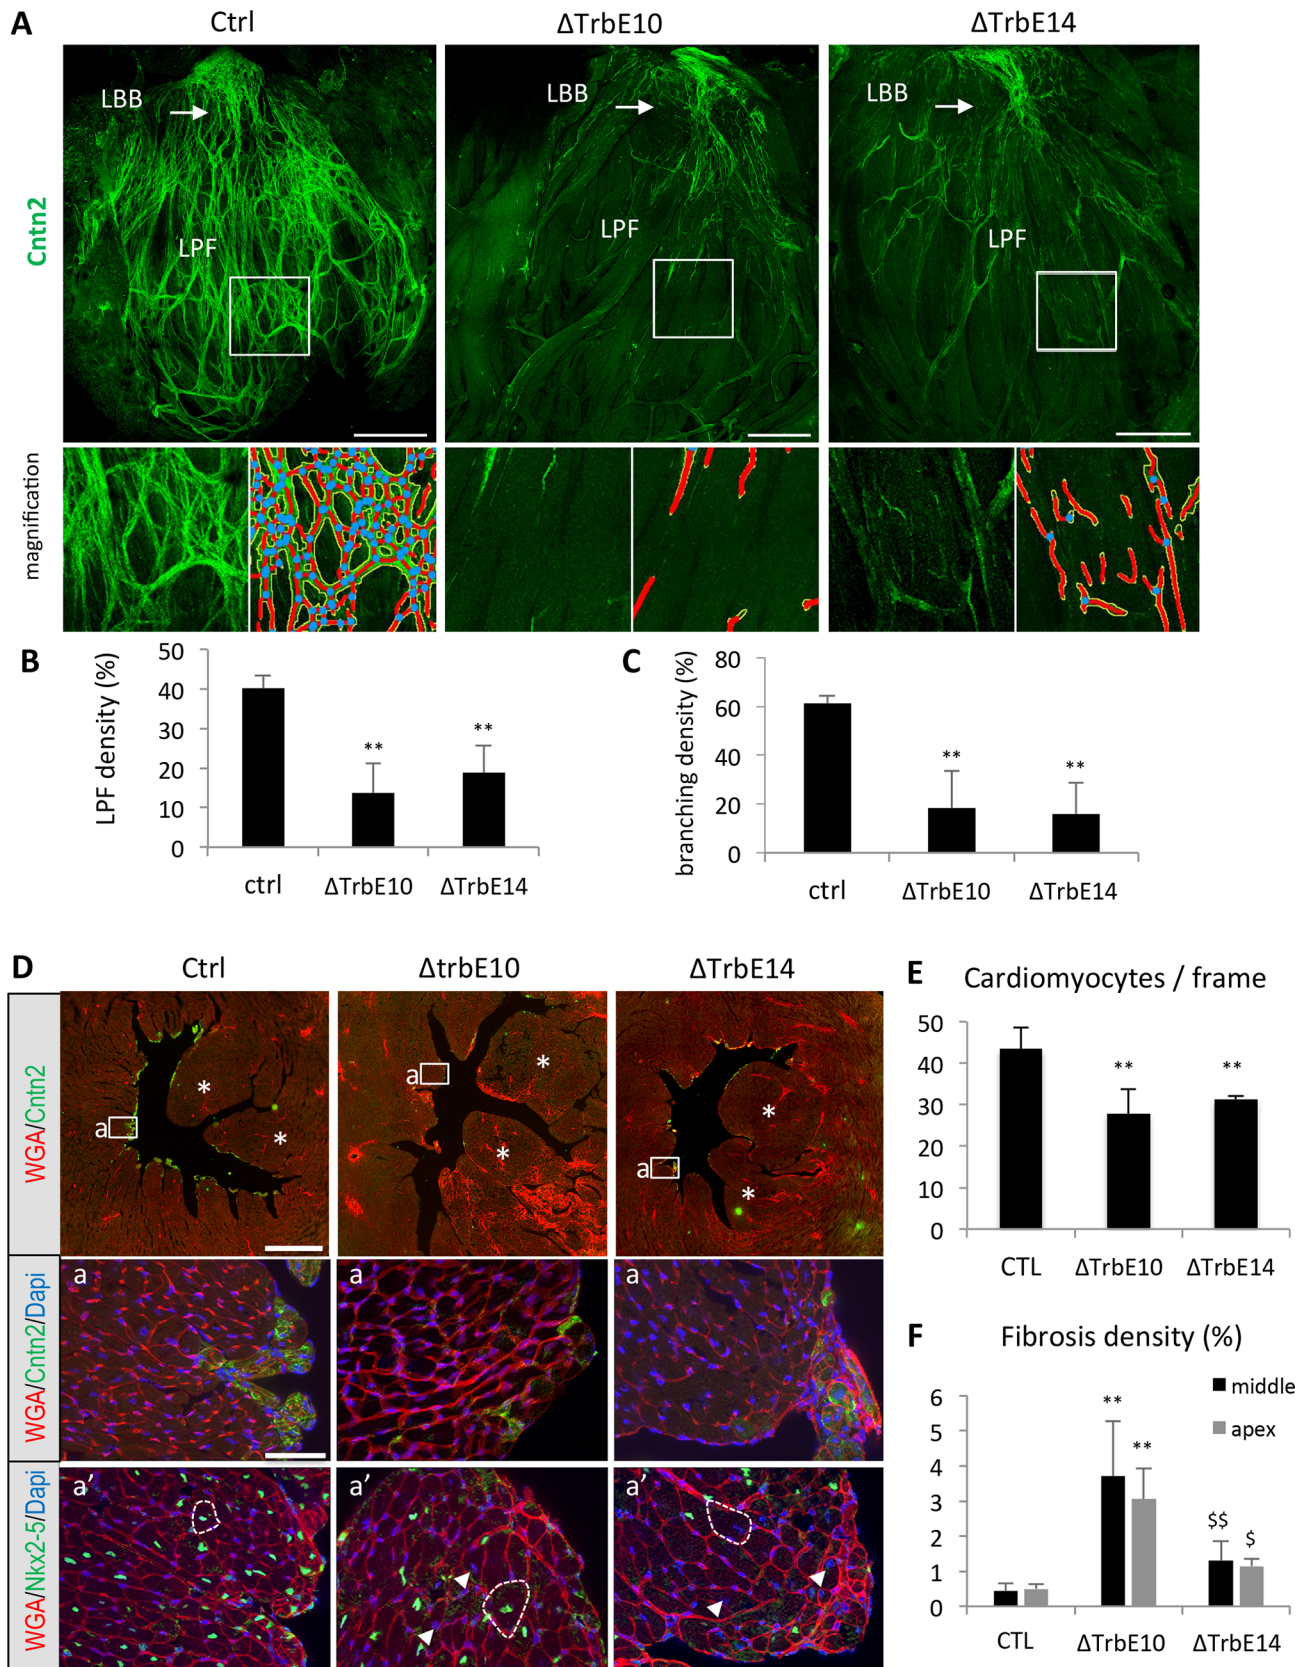 A
Ctrl
ΔTrbE10
ΔTrbE14
Cntn2
LBB
LPF
LBB
LPF
LBB
LPF
magnification
B
LPF density (%)
50
40
30
20
10
0
**
**
ctrl
ΔTrbE10
ΔTrbE14
C
branching density (%)
80
60
40
20
0
**
**
ctrl
ΔTrbE10
ΔTrbE14
D
Ctrl
ΔtrbE10
ΔTrbE14
WGA/Cntn2
a
*
*
a
*
*
a
*
*
WGA/Cntn2/Dapi
a
a
a
WGA/Nkx2-5/Dapi
a'
a'
a'
E
Cardiomyocytes / frame
50
40
30
20
10
0
**
**
CTL
ΔTrbE10
ΔTrbE14
F
Fibrosis density (%)
6
5
4
3
2
1
0
middle
apex
**
**
$$
$
CTL
ΔTrbE10
ΔTrbE14